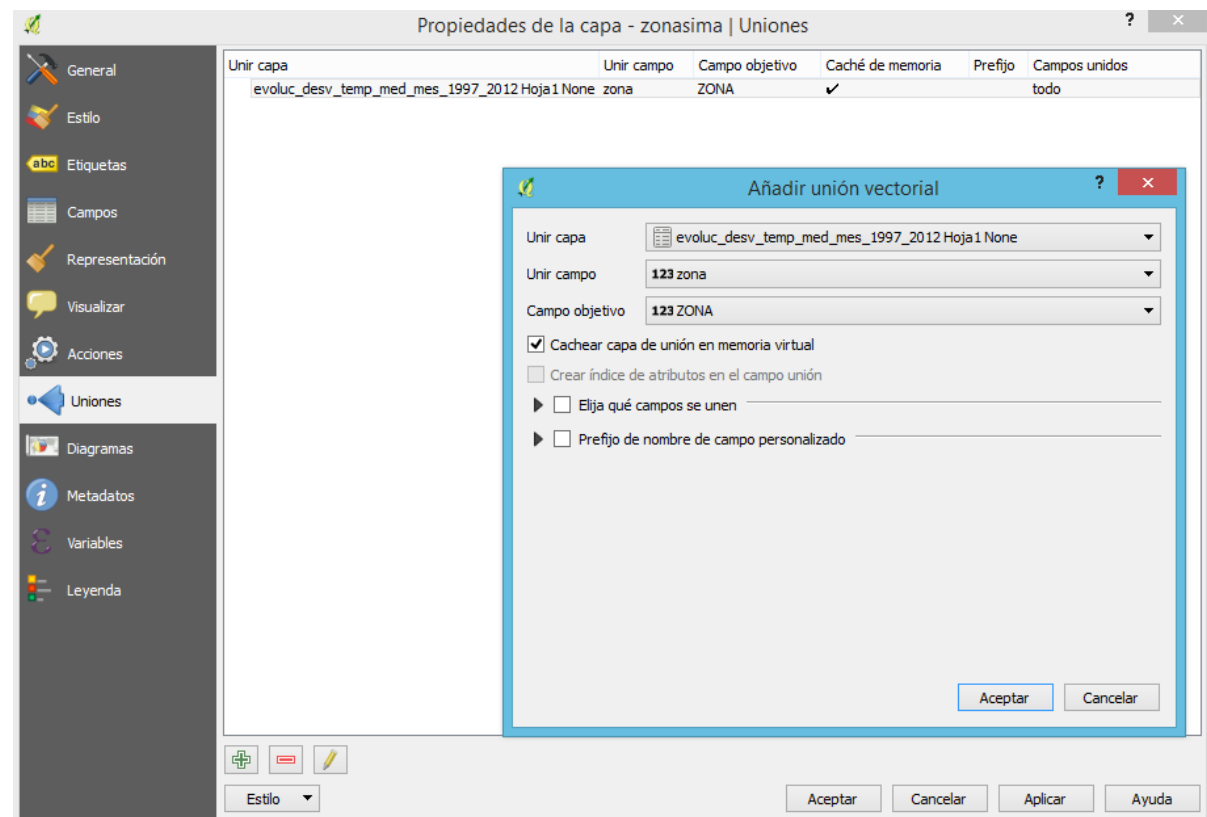 Propiedades de la capa - zonasima | Uniones
?
×
General
Estilo
abc Etiquetas
Campos
Representación
Visualizar
Acciones
Uniones
Diagramas
Metadatos
Variables
Leyenda
Unir capa Unir campo Campo objetivo Caché de memoria Prefijo Campos unidos
evoluc_desv_temp_med_mes_1997_2012 Hoja1 None zona ZONA ✔ todo
Añadir unión vectorial
?
×
Unir capa evoluc_desv_temp_med_mes_1997_2012 Hoja1 None
Unir campo 123 zona
Campo objetivo 123 ZONA
Cachear capa de unión en memoria virtual
Crear índice de atributos en el campo unión
Elija qué campos se unen
Prefijo de nombre de campo personalizado
Aceptar Cancelar
Estilo
Aceptar Cancelar Aplicar Ayuda